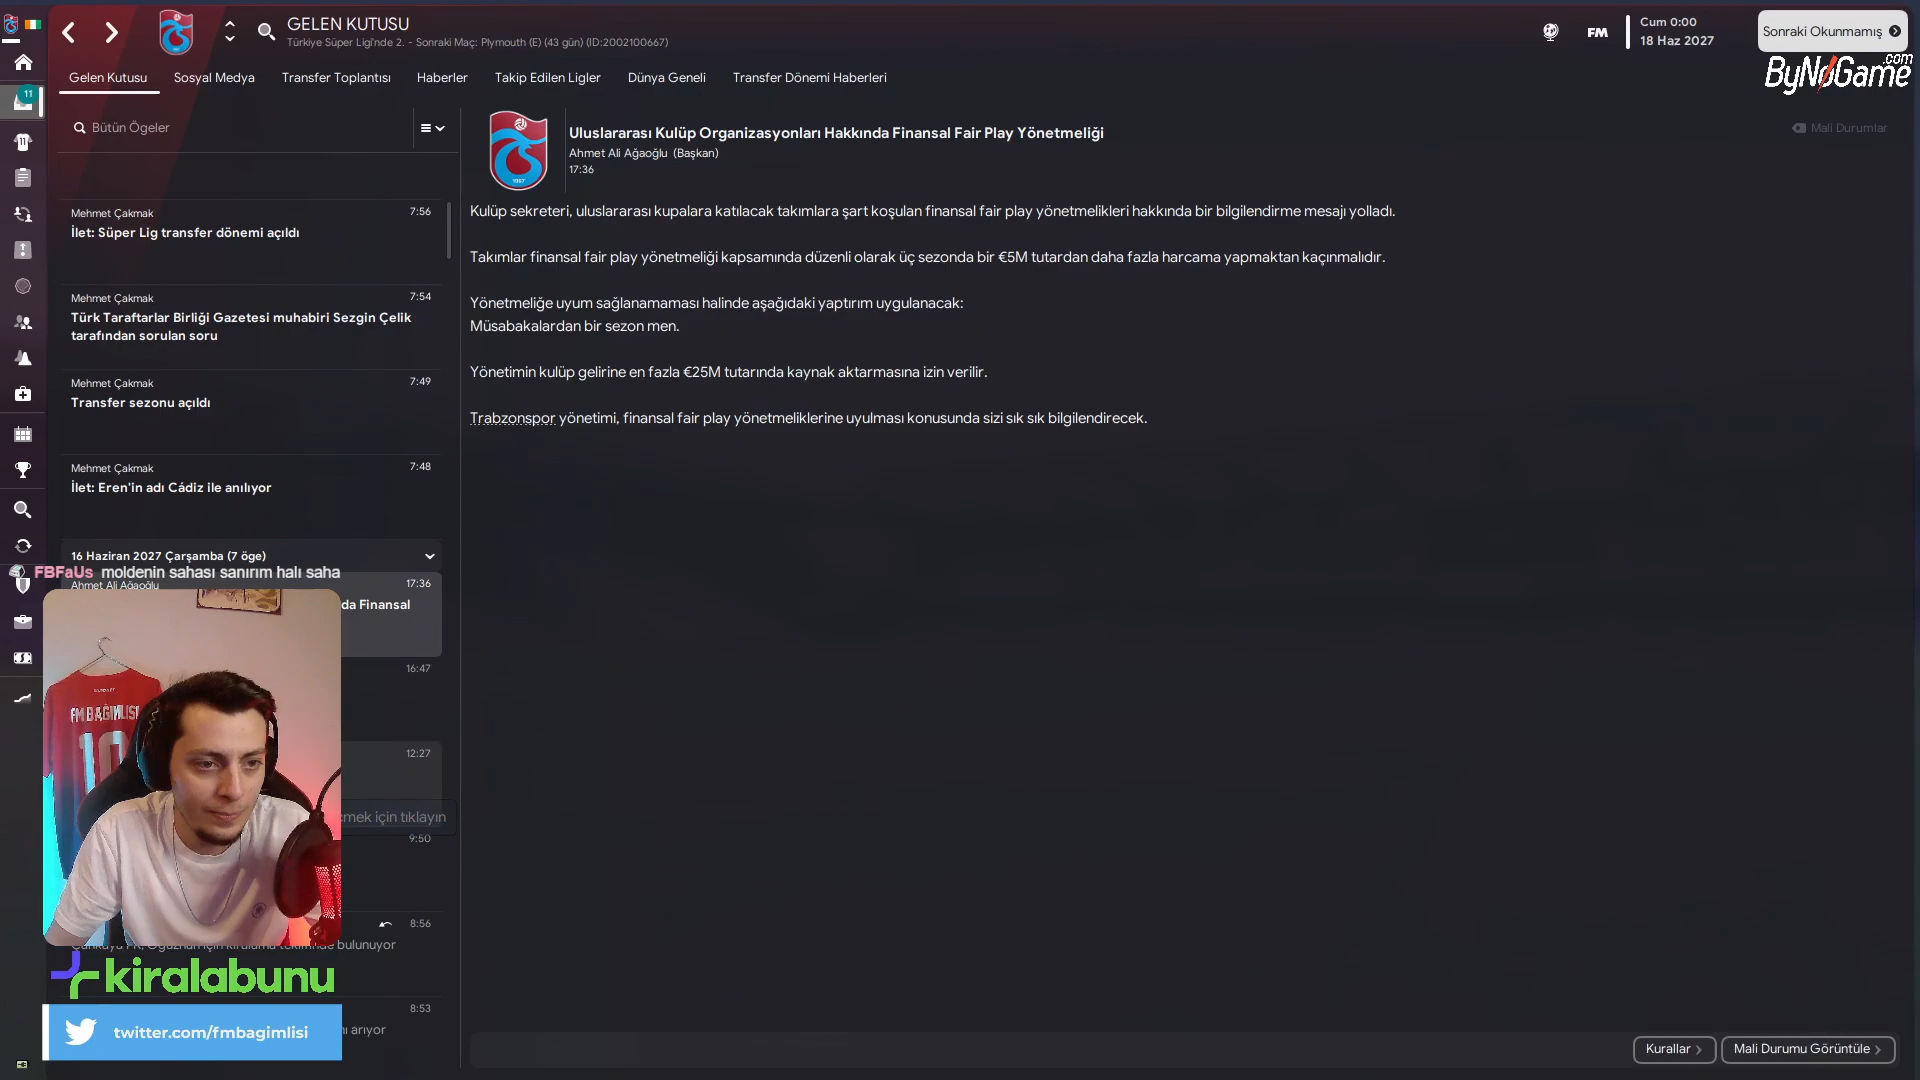 GELEN KUTUSU
Türkiye Süper Ligi'nde 2. - Sonraki Maç: Plymouth (E) (43 gün) (ID:2002100667)
FM
Cum 0:00
18 Haz 2027
Sonraki Okunmamış
ByNoGame.com
Gelen Kutusu
Sosyal Medya
Transfer Toplantısı
Haberler
Takip Edilen Ligler
Dünya Geneli
Transfer Dönemi Haberleri
11
Bütün Ögeler
Mehmet Çakmak
7:56
İlet: Süper Lig transfer dönemi açıldı
Mehmet Çakmak
7:54
Türk Taraftarlar Birliği Gazetesi muhabiri Sezgin Çelik
tarafından sorulan soru
Mehmet Çakmak
7:49
Transfer sezonu açıldı
Mehmet Çakmak
7:48
İlet: Eren'in adı Cádiz ile anılıyor
16 Haziran 2027 Çarşamba (7 öge)
FBFaUs moldenin sahası sanırım halı saha
Ahmet Ali Ağaoğlu
17:36
da Finansal
16:47
12:27
çmek için tıklayın
9:50
8:56
bulunuyor
8:53
arıyor
FM BAĞIMLISI
10
kiralabunu
twitter.com/fmbagimlisi
Uluslararası Kulüp Organizasyonları Hakkında Finansal Fair Play Yönetmeliği
Ahmet Ali Ağaoğlu (Başkan)
17:36
Mali Durumlar
Kulüp sekreteri, uluslararası kupalara katılacak takımlara şart koşulan finansal fair play yönetmelikleri hakkında bir bilgilendirme mesajı yolladı.
Takımlar finansal fair play yönetmeliği kapsamında düzenli olarak üç sezonda bir €5M tutardan daha fazla harcama yapmaktan kaçınmalıdır.
Yönetmeliğe uyum sağlanamaması halinde aşağıdaki yaptırım uygulanacak:
Müsabakalardan bir sezon men.
Yönetimin kulüp gelirine en fazla €25M tutarında kaynak aktarmasına izin verilir.
Trabzonspor yönetimi, finansal fair play yönetmeliklerine uyulması konusunda sizi sık sık bilgilendirecek.
Kurallar
Mali Durumu Görüntüle